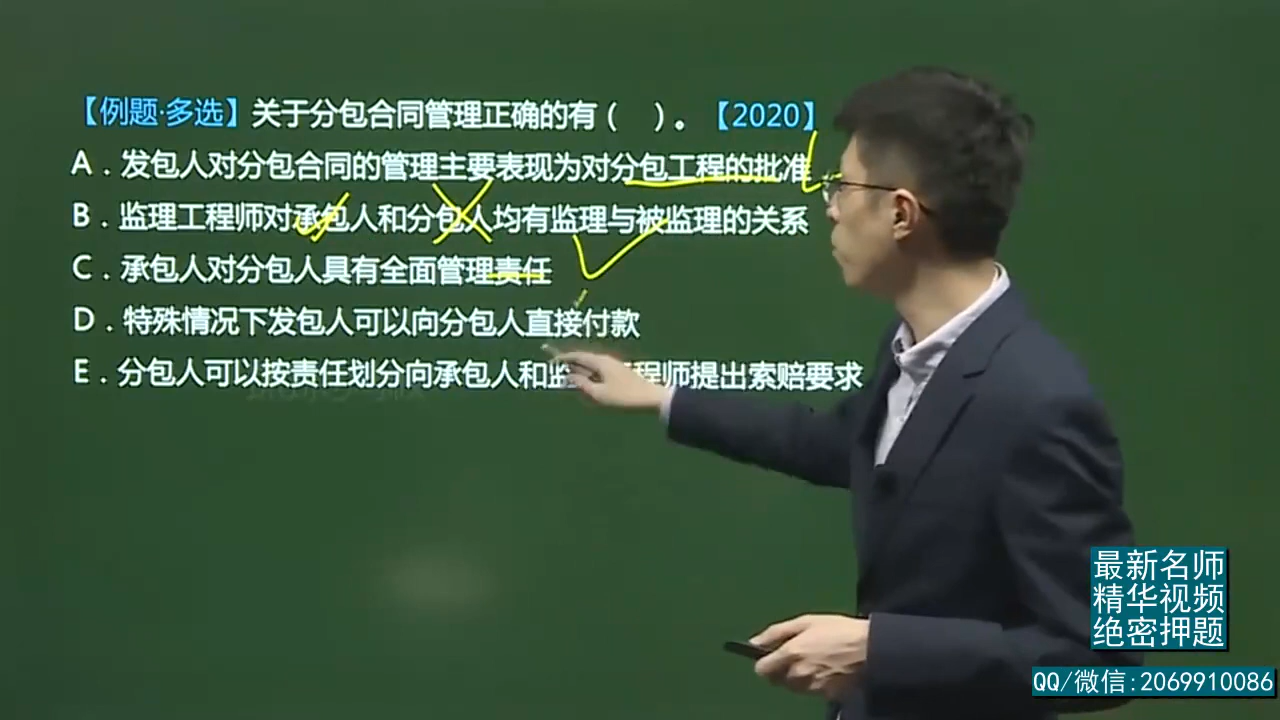 【例题·多选】关于分包合同管理正确的有（ ）。【2020】
A．发包人对分包合同的管理主要表现为对分包工程的批准
B．监理工程师对承包人和分包人均有监理与被监理的关系
C．承包人对分包人具有全面管理责任
D．特殊情况下发包人可以向分包人直接付款
E．分包人可以按责任划分向承包人和监 程师提出索赔要求
最新名师
精华视频
绝密押题
QQ/微信:2069910086